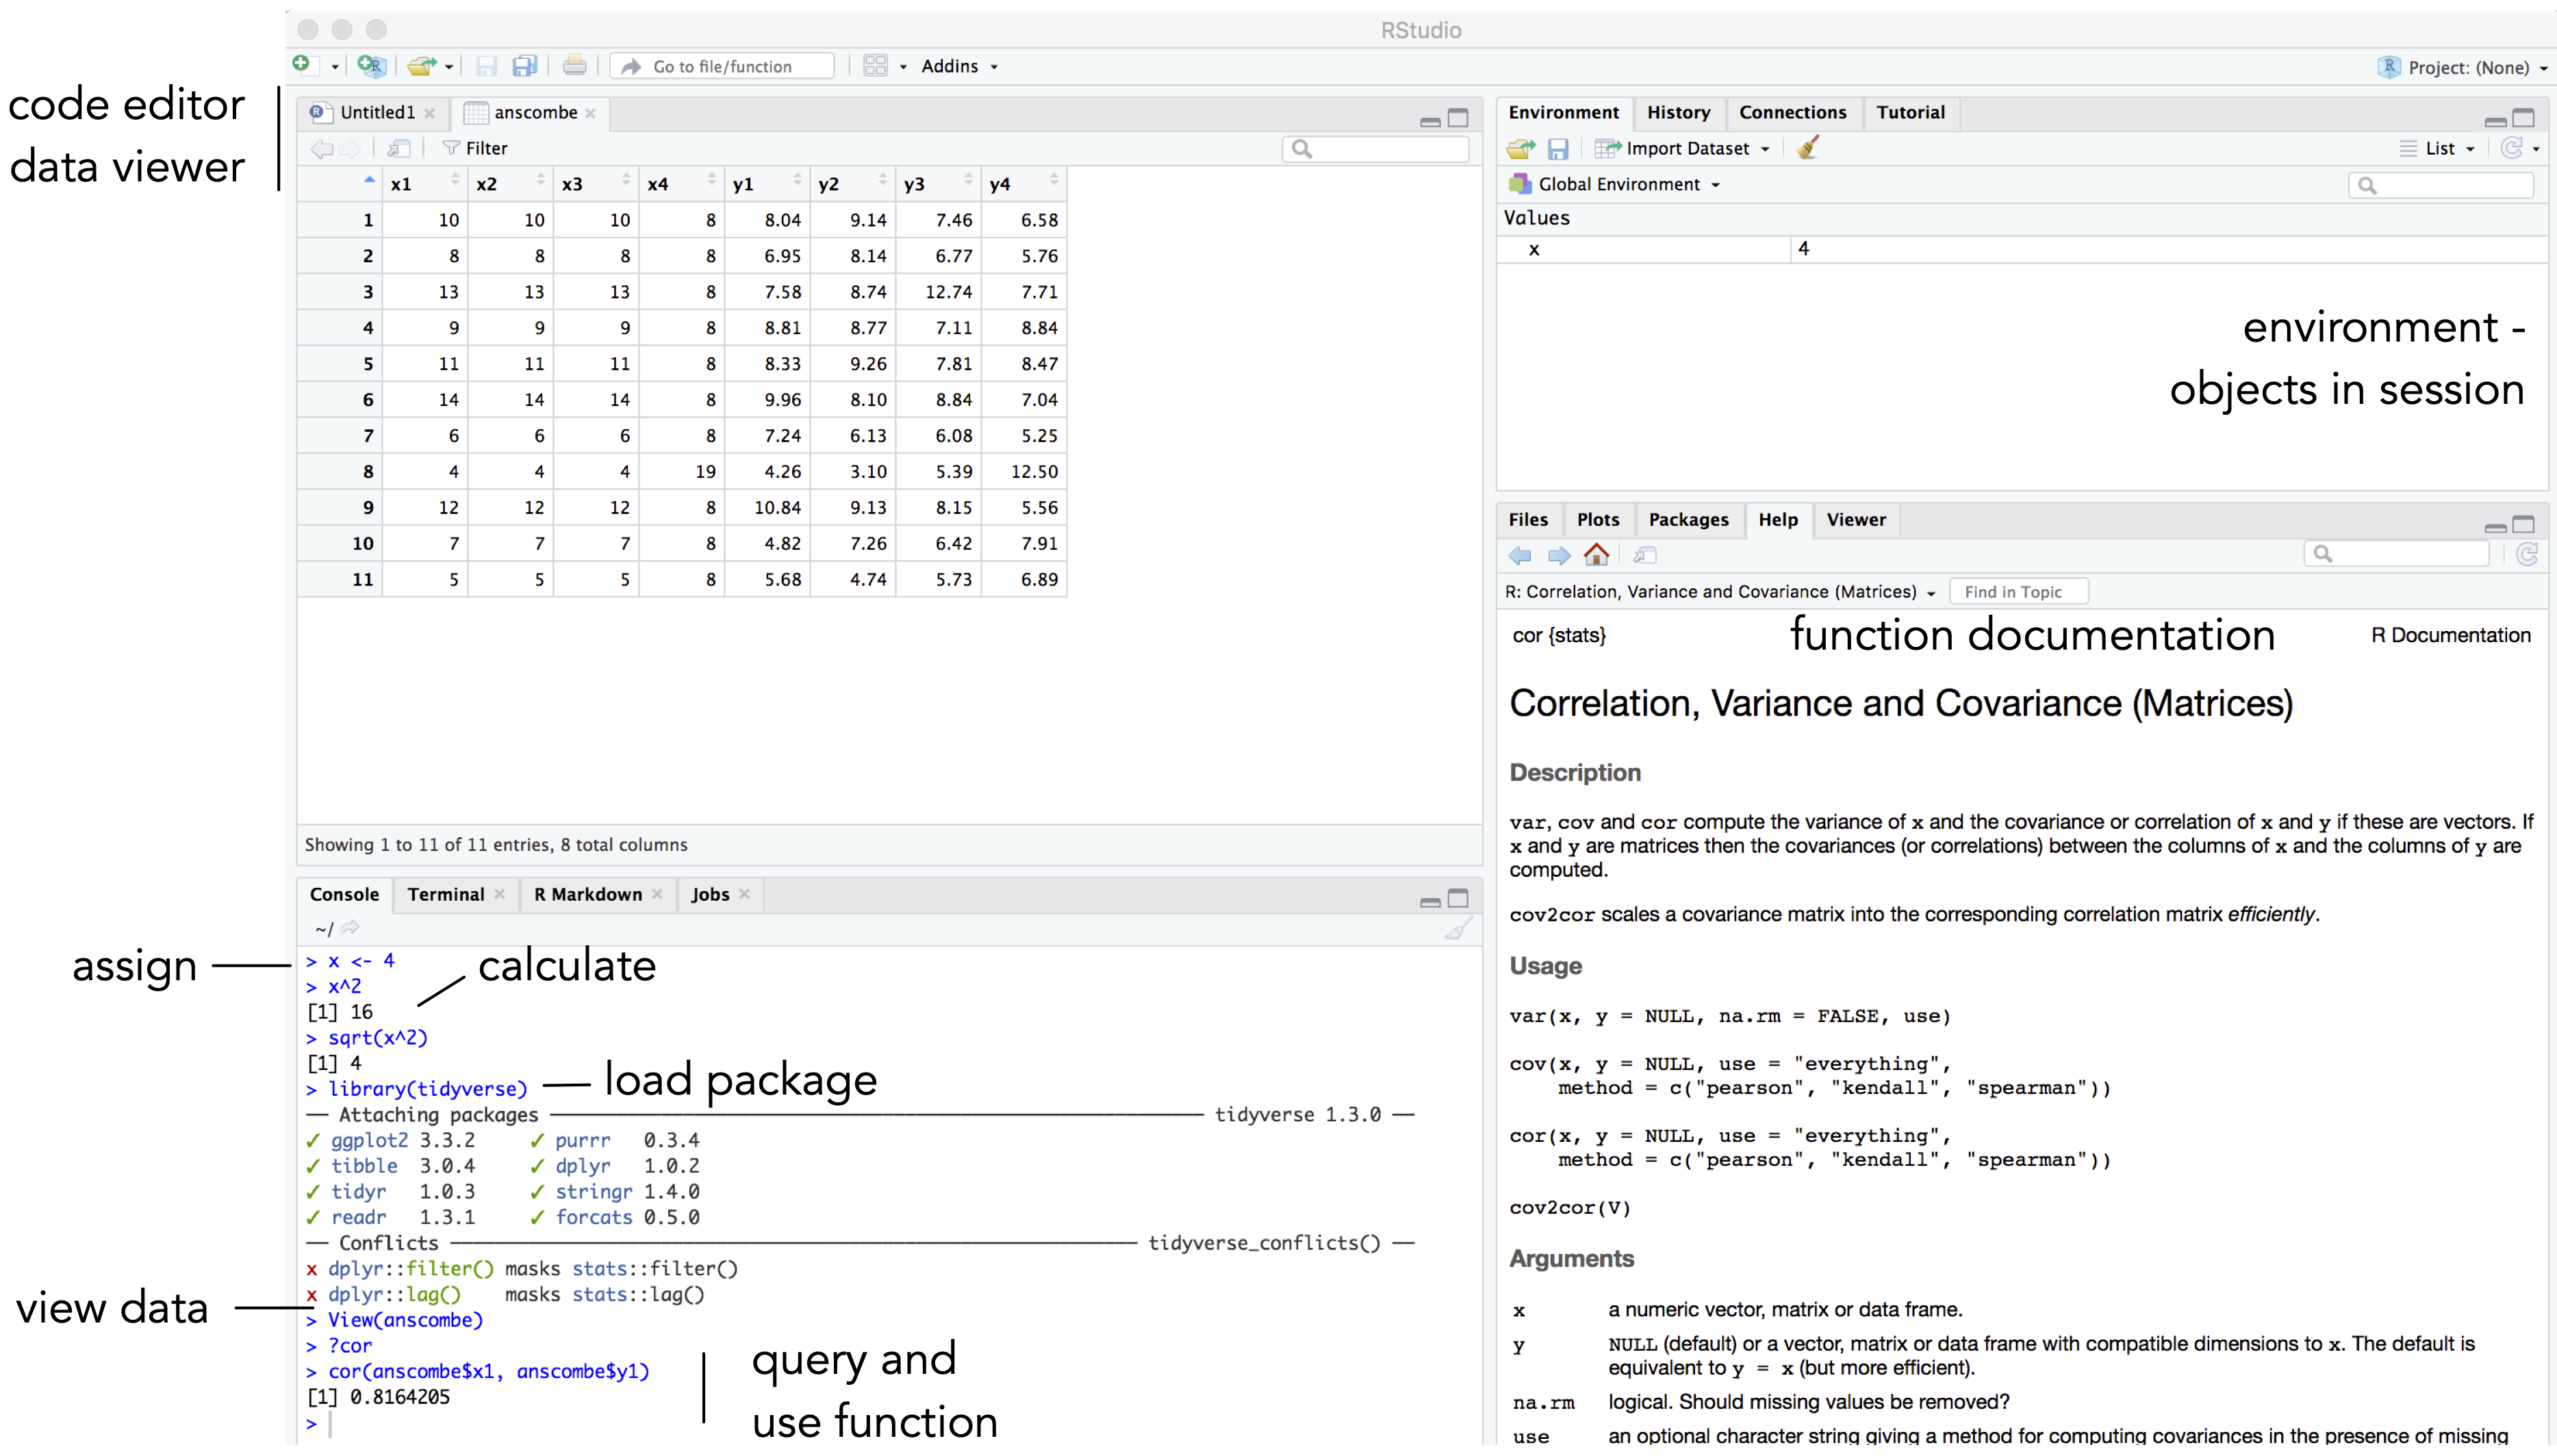 RStudio
Go to file/function
Addins
Project: (None)
code editor
data viewer
Untitled1
anscombe
Filter
x1 x2 x3 x4 y1 y2 y3 y4
1 10 10 10 8 8.04 9.14 7.46 6.58
2 8 8 8 8 6.95 8.14 6.77 5.76
3 13 13 13 8 7.58 8.74 12.74 7.71
4 9 9 9 8 8.81 8.77 7.11 8.84
5 11 11 11 8 8.33 9.26 7.81 8.47
6 14 14 14 8 9.96 8.10 8.84 7.04
7 6 6 6 8 7.24 6.13 6.08 5.25
8 4 4 4 19 4.26 3.10 5.39 12.50
9 12 12 12 8 10.84 9.13 8.15 5.56
10 7 7 7 8 4.82 7.26 6.42 7.91
11 5 5 5 8 5.68 4.74 5.73 6.89
Showing 1 to 11 of 11 entries, 8 total columns
Console Terminal R Markdown Jobs
~/
assign
calculate
> x <- 4
> x^2
[1] 16
> sqrt(x^2)
[1] 4
> library(tidyverse)
load package
— Attaching packages — tidyverse 1.3.0 —
✓ ggplot2 3.3.2 ✓ purrr 0.3.4
✓ tibble 3.0.4 ✓ dplyr 1.0.2
✓ tidyr 1.0.3 ✓ stringr 1.4.0
✓ readr 1.3.1 ✓ forcats 0.5.0
— Conflicts — tidyverse_conflicts() —
x dplyr::filter() masks stats::filter()
x dplyr::lag() masks stats::lag()
view data
> View(anscombe)
> ?cor
> cor(anscombe$x1, anscombe$y1)
[1] 0.8164205
>
query and
use function
Environment History Connections Tutorial
Import Dataset
List
Global Environment
Values
x 4
environment -
objects in session
Files Plots Packages Help Viewer
R: Correlation, Variance and Covariance (Matrices)
Find in Topic
cor {stats}
function documentation
R Documentation
Correlation, Variance and Covariance (Matrices)
Description
var, cov and cor compute the variance of x and the covariance or correlation of x and y if these are vectors. If
x and y are matrices then the covariances (or correlations) between the columns of x and the columns of y are
computed.
cov2cor scales a covariance matrix into the corresponding correlation matrix efficiently.
Usage
var(x, y = NULL, na.rm = FALSE, use)
cov(x, y = NULL, use = "everything",
method = c("pearson", "kendall", "spearman"))
cor(x, y = NULL, use = "everything",
method = c("pearson", "kendall", "spearman"))
cov2cor(V)
Arguments
x a numeric vector, matrix or data frame.
y NULL (default) or a vector, matrix or data frame with compatible dimensions to x. The default is
equivalent to y = x (but more efficient).
na.rm logical. Should missing values be removed?
use an optional character string giving a method for computing covariances in the presence of missing